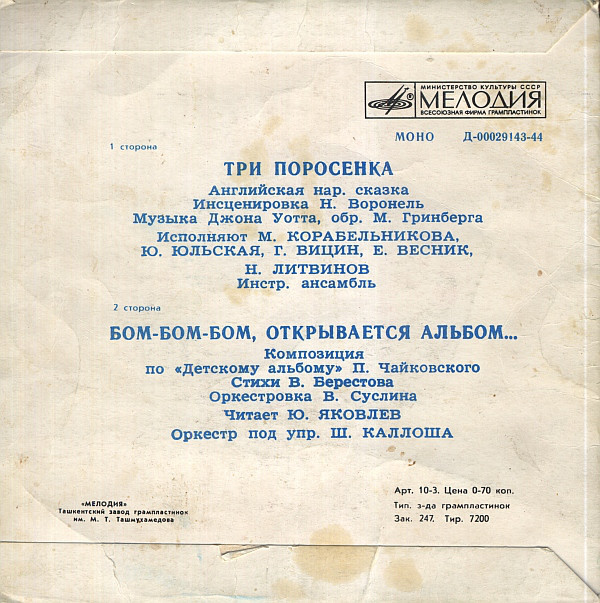 МИНИСТЕРСТВО КУЛЬТУРЫ СССР
МЕЛОДИЯ
ВСЕСОЮЗНАЯ ФИРМА ГРАМПЛАСТИНОК
МОНО Д-00029143-44
1 сторона
ТРИ ПОРОСЕНКА
Английская нар. сказка
Инсценировка Н. Воронель
Музыка Джона Уотта, обр. М. Гринберга
Исполняют М. КОРАБЕЛЬНИКОВА,
Ю. ЮЛЬСКАЯ, Г. ВИЦИН, Е. ВЕСНИК,
Н. ЛИТВИНОВ
Инстр. ансамбль
2 сторона
БОМ-БОМ-БОМ, ОТКРЫВАЕТСЯ АЛЬБОМ...
Композиция
по «Детскому альбому» П. Чайковского
Стихи В. Берестова
Оркестровка В. Суслина
Читает Ю. ЯКОВЛЕВ
Оркестр под упр. Ш. КАЛЛОША
«МЕЛОДИЯ»
Ташкентский завод грампластинок
им. М. Т. Ташмухамедова
Арт. 10-3. Цена 0-70 коп.
Тип. з-да грампластинок
Зак. 247. Тир. 7200